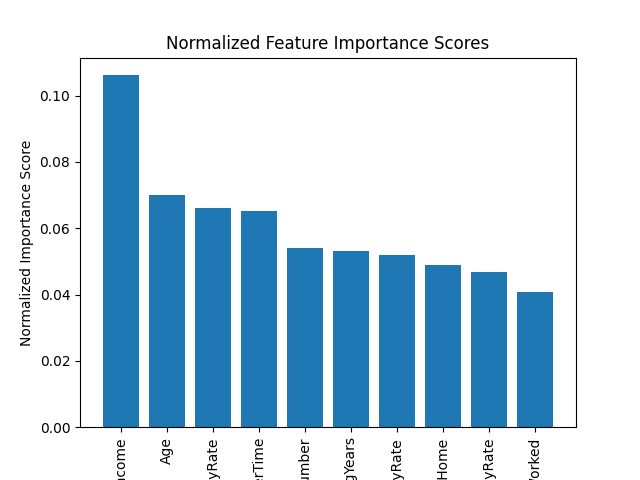 Normalized Feature Importance Scores
Normalized Importance Score
0.10
0.08
0.06
0.04
0.02
0.00
ncome
Age
yRate
erTime
umber
gYears
yRate
Home
yRate
Worked